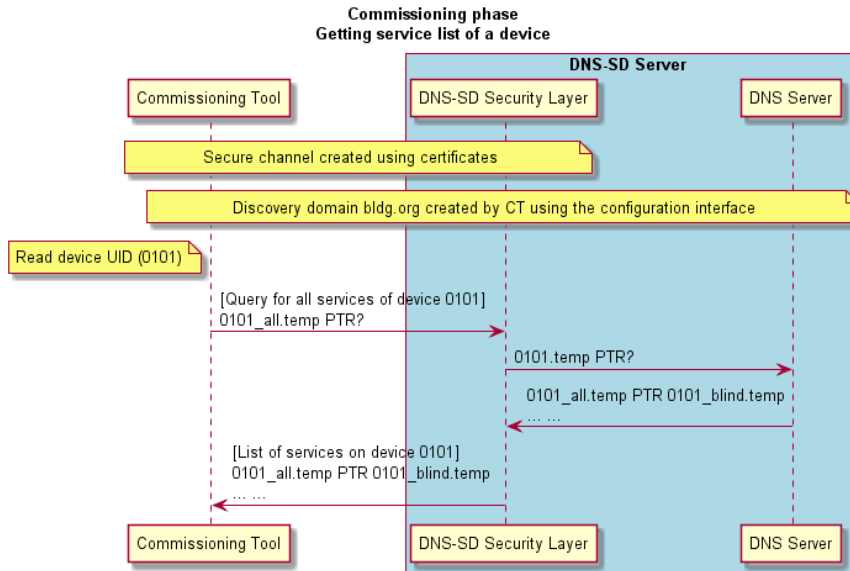 Commissioning phase
Getting service list of a device
DNS-SD Server
Commissioning Tool
DNS-SD Security Layer
DNS Server
Secure channel created using certificates
Discovery domain bldg.org created by CT using the configuration interface
Read device UID (0101)
[Query for all services of device 0101]
0101_all.temp PTR?
0101.temp PTR?
0101_all.temp PTR 0101_blind.temp
... ...
[List of services on device 0101]
0101_all.temp PTR 0101_blind.temp
... ...
Commissioning Tool
DNS-SD Security Layer
DNS Server